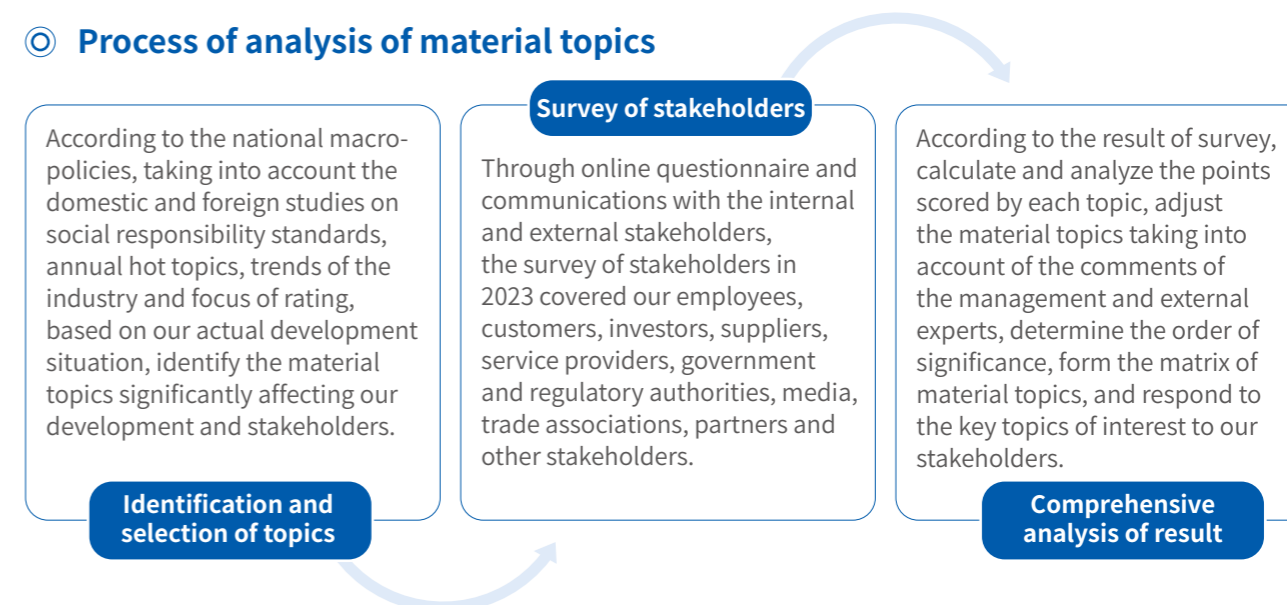 Process of analysis of material topics
According to the national macro-
policies, taking into account the
domestic and foreign studies on
social responsibility standards,
annual hot topics, trends of the
industry and focus of rating,
based on our actual development
situation, identify the material
topics significantly affecting our
development and stakeholders.
Identification and
selection of topics
Survey of stakeholders
Through online questionnaire and
communications with the internal
and external stakeholders,
the survey of stakeholders in
2023 covered our employees,
customers, investors, suppliers,
service providers, government
and regulatory authorities, media,
trade associations, partners and
other stakeholders.
According to the result of survey,
calculate and analyze the points
scored by each topic, adjust
the material topics taking into
account of the comments of
the management and external
experts, determine the order of
significance, form the matrix of
material topics, and respond to
the key topics of interest to our
stakeholders.
Comprehensive
analysis of result